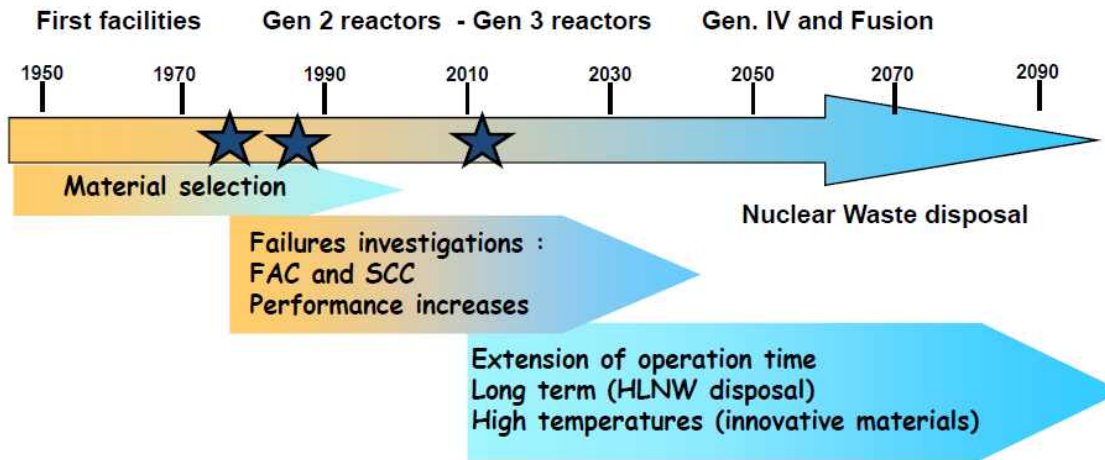 First facilities Gen 2 reactors - Gen 3 reactors Gen. IV and Fusion
1950 1970 1990 2010 2030 2050 2070 2090
Material selection
Nuclear Waste disposal
Failures investigations :
FAC and SCC
Performance increases
Extension of operation time
Long term (HLNW disposal)
High temperatures (innovative materials)